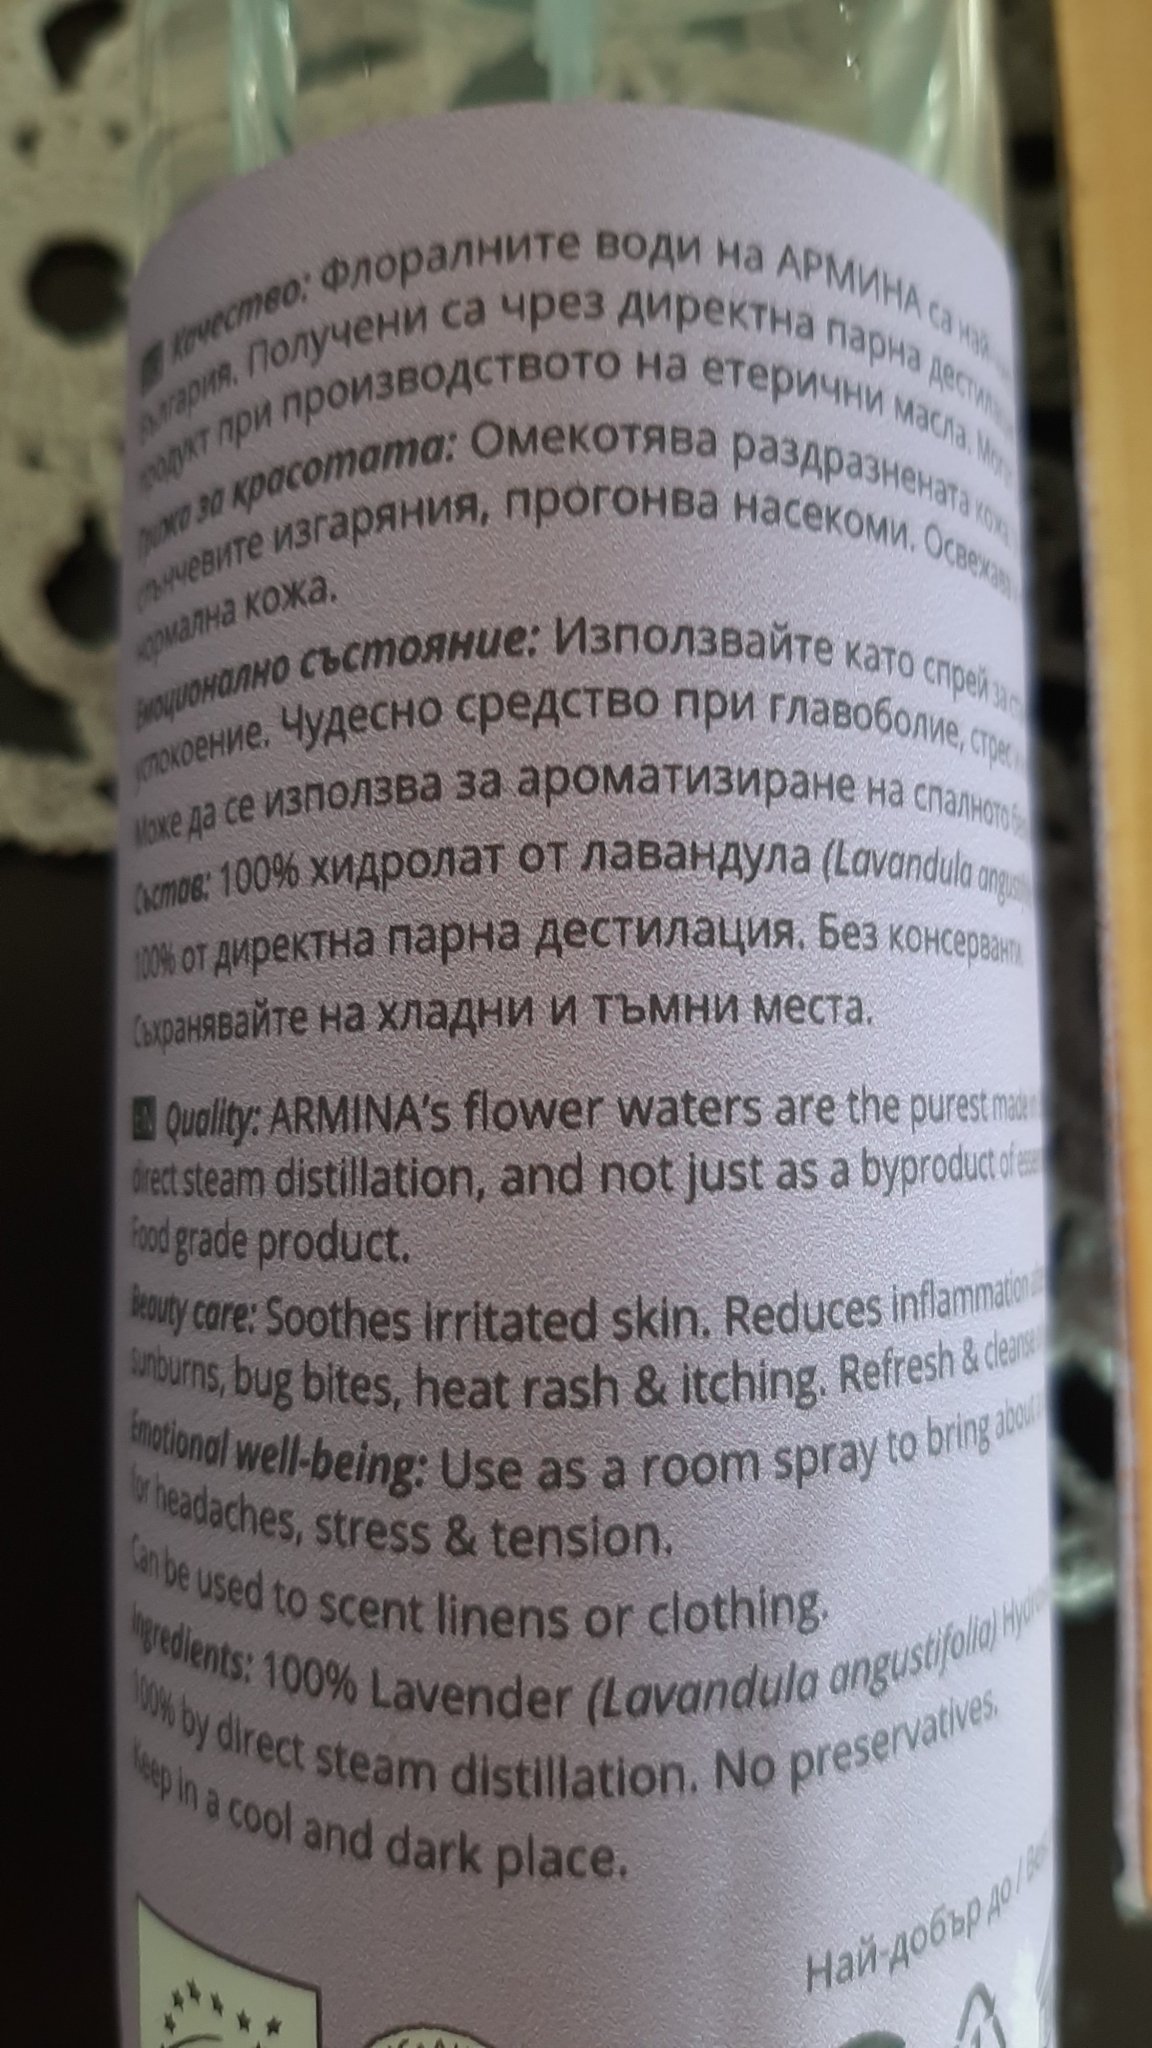 Качество: Флоралните води на АРМИНА са най-
България. Получени са чрез директна парна
продукт при производството на етерични масла.
Грижа за красотата: Омекотява раздразнената кожа
слънчевите изгаряния, прогонва насекоми. Освежава
нормална кожа.
Емоционално състояние: Използвайте като спрей
успокоение. Чудесно средство при главоболие, стрес
Може да се използва за ароматизиране на спалното
Състав: 100% хидролат от лавандула (Lavandula
100% от директна парна дестилация. Без консерванти.
Съхранявайте на хладни и тъмни места.
EN Quality: ARMINA's flower waters are the purest made
direct steam distillation, and not just as a byproduct of
Food grade product.
Beauty care: Soothes irritated skin. Reduces inflammation
sunburns, bug bites, heat rash & itching. Refresh & cleanse
Emotional well-being: Use as a room spray to bring about
for headaches, stress & tension.
Can be used to scent linens or clothing.
Ingredients: 100% Lavender (Lavandula angustifolia)
100% by direct steam distillation. No preservatives.
Keep in a cool and dark place.
Най-добър до /